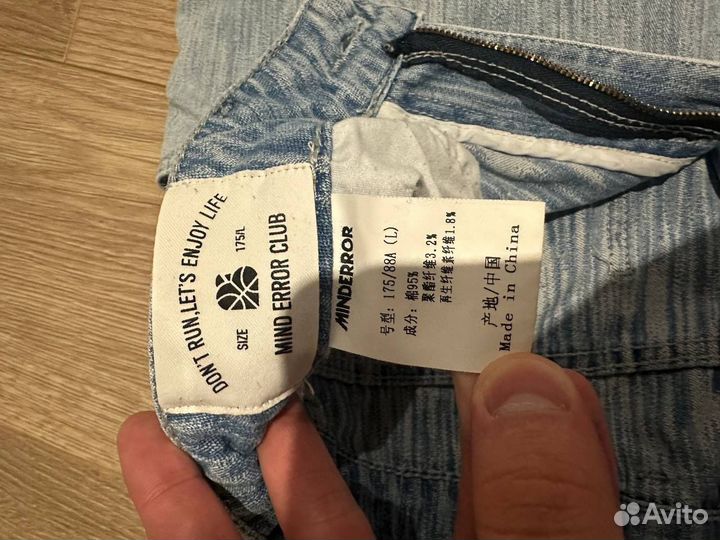 DON'T RUN,LET'S ENJOY LIFE
SIZE 175/L
MIND ERROR CLUB
MINDERROR
号型: 175/88A (L)
成分: 棉95%
聚酯纤维3.2%
再生纤维素纤维1.8%
产地/中国
Made in China
Avito